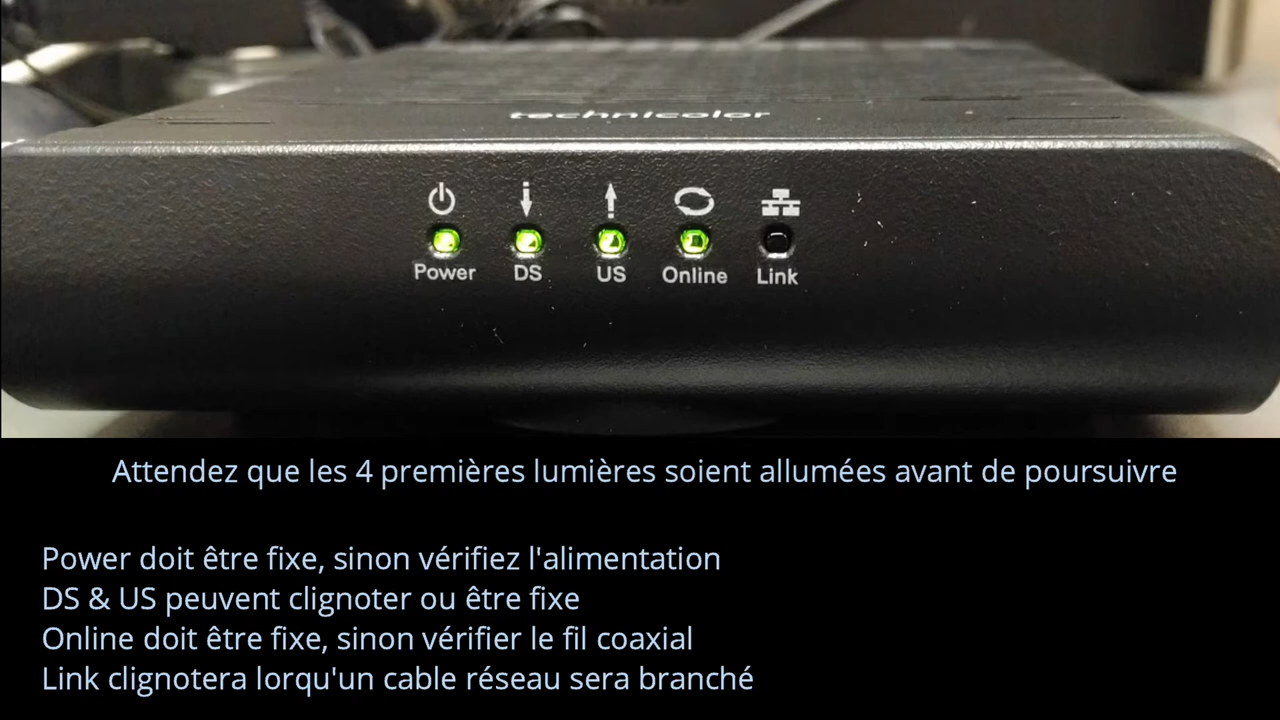 technicolor
Power DS US Online Link
Attendez que les 4 premières lumières soient allumées avant de poursuivre
Power doit être fixe, sinon vérifiez l'alimentation
DS & US peuvent clignoter ou être fixe
Online doit être fixe, sinon vérifier le fil coaxial
Link clignotera lorqu'un cable réseau sera branché